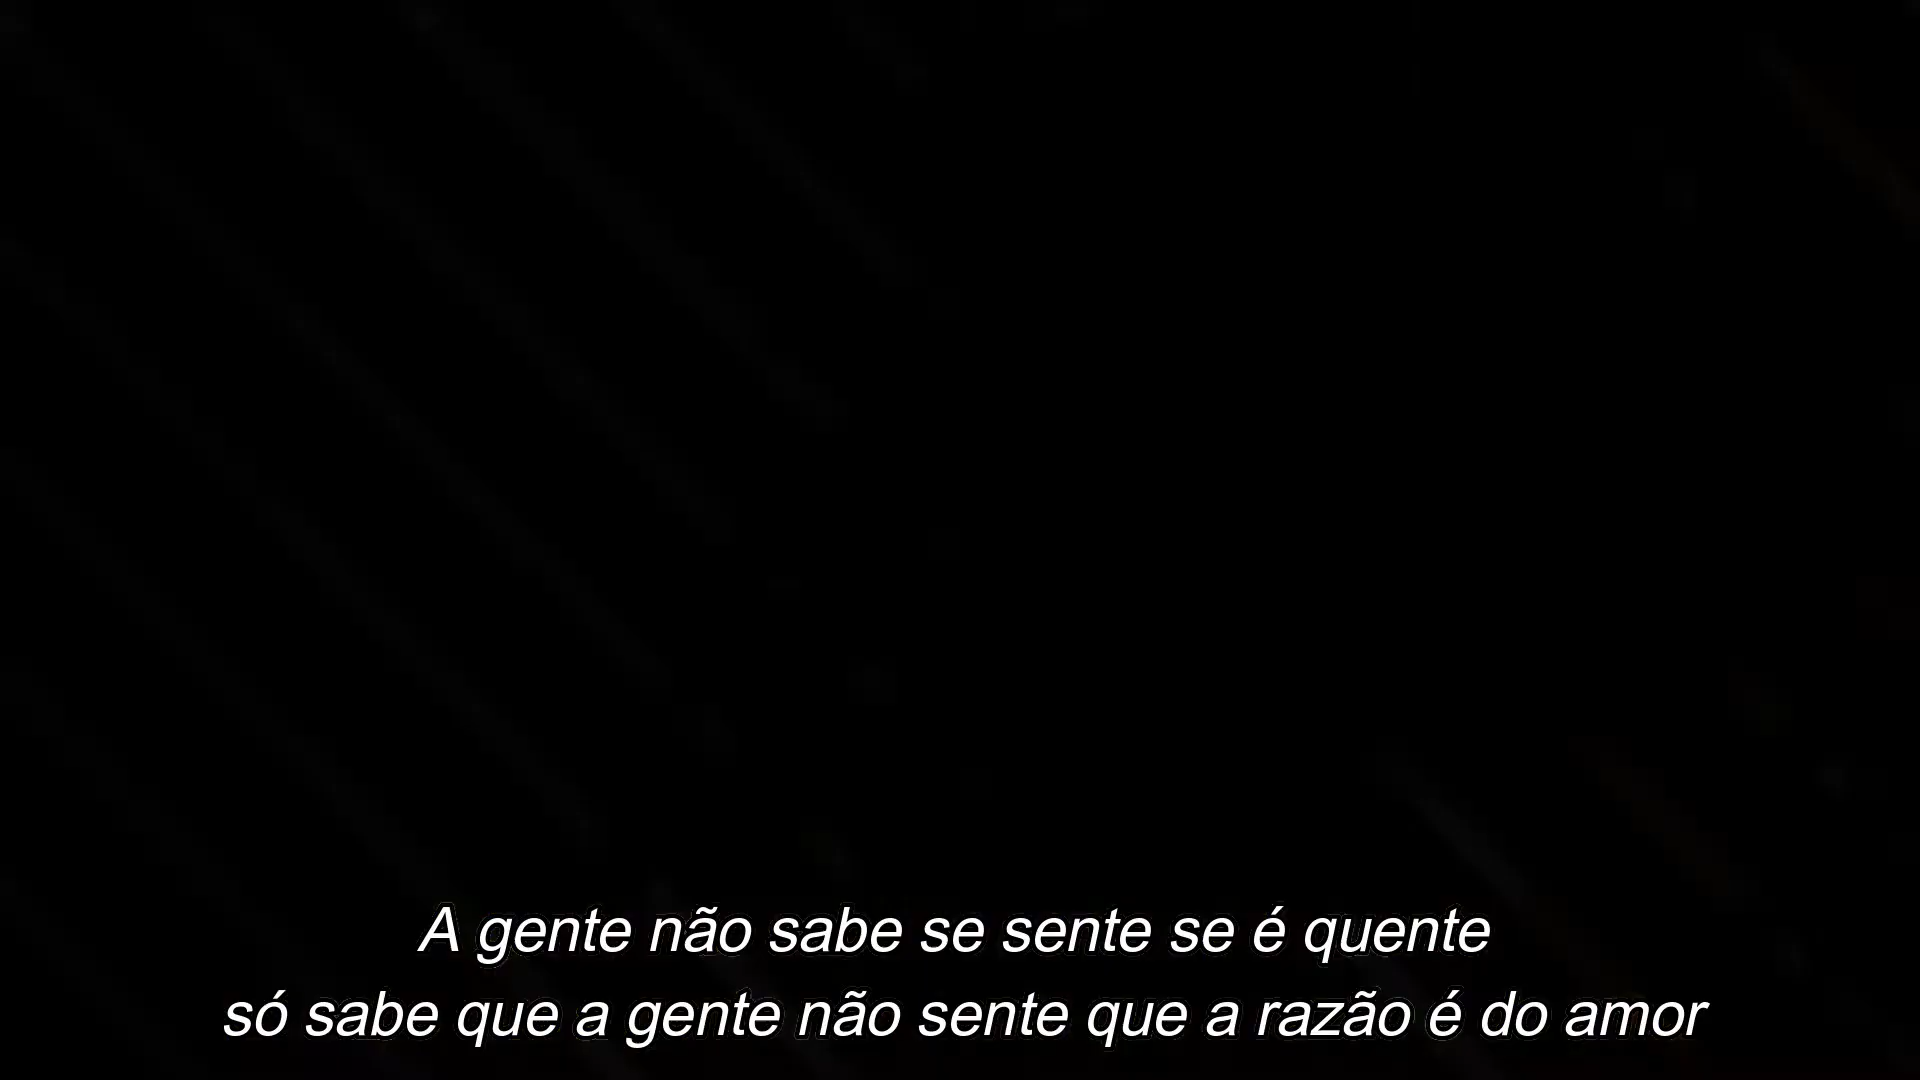 A gente não sabe se sente se é quente
só sabe que a gente não sente que a razão é do amor